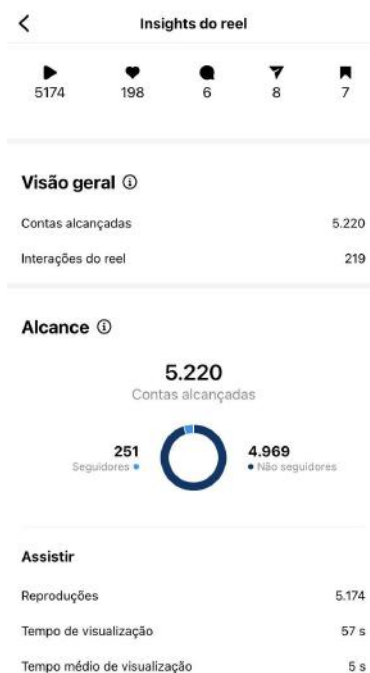 Insights do reel
5174 198 6 8 7
Visão geral
Contas alcançadas 5.220
Interações do reel 219
Alcance
5.220
Contas alcançadas
251 4.969
Seguidores Não seguidores
Assistir
Reproduções 5.174
Tempo de visualização 57 s
Tempo médio de visualização 5 s